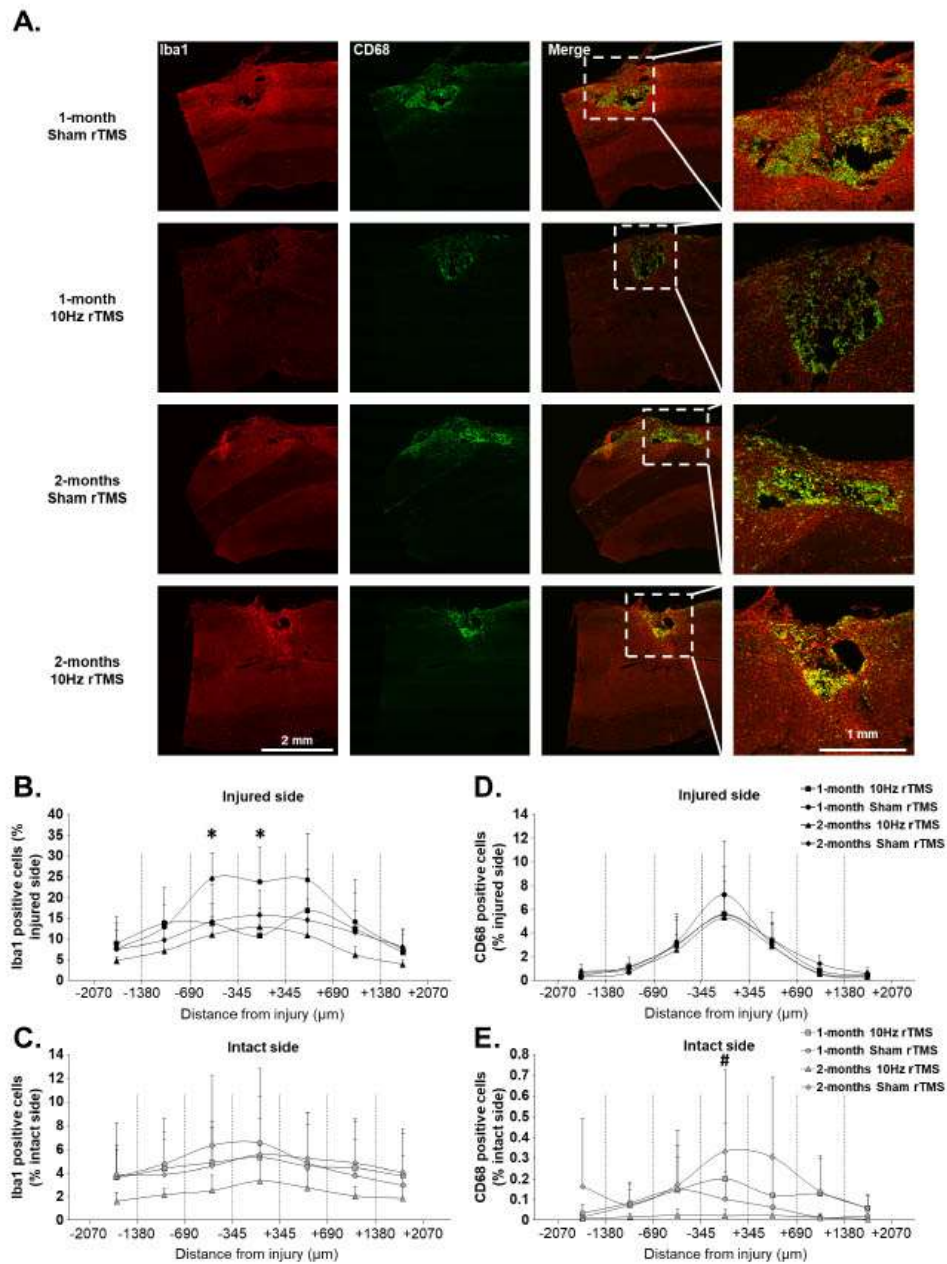 A.
Iba1 CD68 Merge
1-month
Sham rTMS
1-month
10Hz rTMS
2-months
Sham rTMS
2-months
10Hz rTMS
2 mm 1 mm
B.
Injured side
Iba1 positive cells (%
injured side)
40
35
30
25
20
15
10
5
0
* *
-2070 -1380 -690 -345 +345 +690 +1380 +2070
Distance from injury (µm)
D.
Injured side
CD68 positive cells
(% injured side)
14
12
10
8
6
4
2
0
1-month 10Hz rTMS
1-month Sham rTMS
2-months 10Hz rTMS
2-months Sham rTMS
-2070 -1380 -690 -345 +345 +690 +1380 +2070
Distance from injury (µm)
C.
Intact side
Iba1 positive cells
(% intact side)
14
12
10
8
6
4
2
0
-2070 -1380 -690 -345 +345 +690 +1380 +2070
Distance from injury (µm)
E.
Intact side
#
CD68 positive cells
(% intact side)
0.8
0.7
0.6
0.5
0.4
0.3
0.2
0.1
0
1-month 10Hz rTMS
1-month Sham rTMS
2-months 10Hz rTMS
2-months Sham rTMS
-2070 -1380 -690 -345 +345 +690 +1380 +2070
Distance from injury (µm)